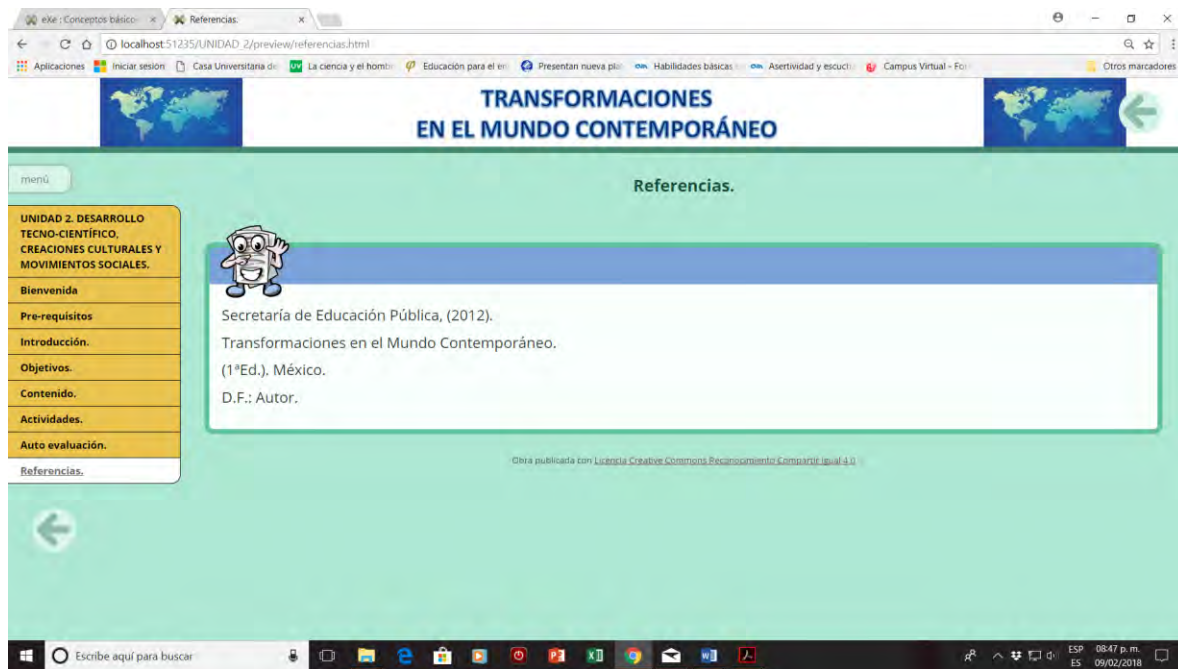 eXe : Conceptos básico
Referencias.
localhost:51235/UNIDAD_2/preview/referencias.html
Aplicaciones
Iniciar sesión
Casa Universitaria de
La ciencia y el homb
Educación para el
Presentan nueva
Habilidades básicas
Asertividad y escuch
Campus Virtual - Fo
Otros marcadores
TRANSFORMACIONES
EN EL MUNDO CONTEMPORÁNEO
menú
Referencias.
UNIDAD 2. DESARROLLO
TECNO-CIENTÍFICO,
CREACIONES CULTURALES Y
MOVIMIENTOS SOCIALES.
Bienvenida
Pre-requisitos
Introducción.
Objetivos.
Contenido.
Actividades.
Auto evaluación.
Referencias.
Secretaría de Educación Pública, (2012).
Transformaciones en el Mundo Contemporáneo.
(1ªEd.). México.
D.F.: Autor.
Obra publicada con Licencia Creative Commons Reconocimiento Compartir igual 4.0
Escribe aquí para buscar
ESP
ES
08:47 p. m.
09/02/2018